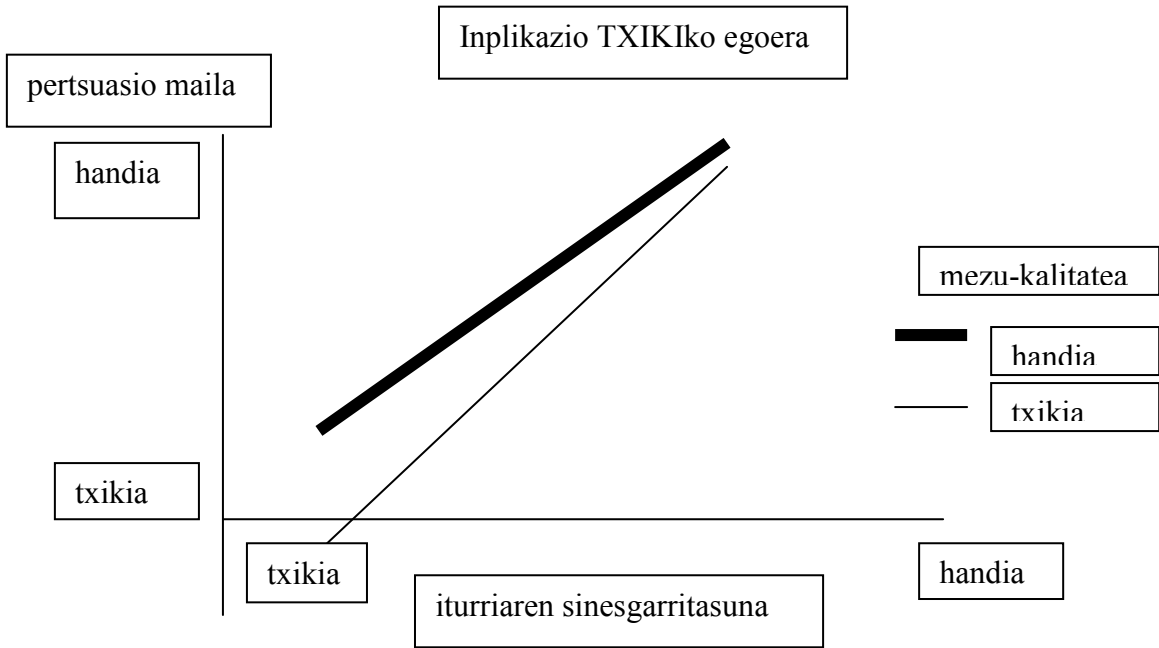 Inplikazio TXIKIko egoera
pertsuasio maila
handia
mezu-kalitatea
handia
txikia
txikia
txikia
handia
iturriaren sinesgarritasuna